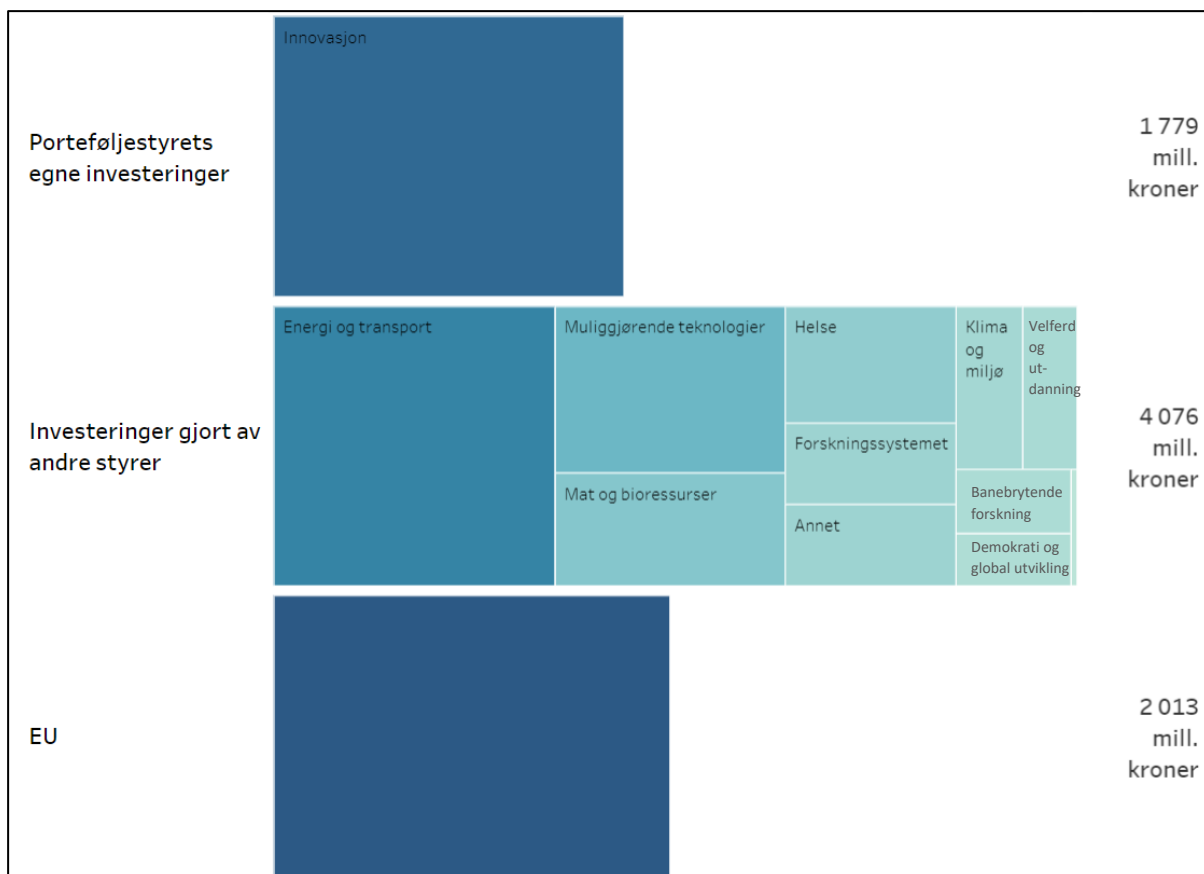 Innovasjon
Porteføljestyrets
egne investeringer
1 779
mill.
kroner
Energi og transport
Muliggjørende teknologier
Mat og bioressurser
Helse
Forskningssystemet
Annet
Klima
og
miljø
Velferd
og
ut-
danning
Banebrytende
forskning
Demokrati og
global utvikling
Investeringer gjort av
andre styrer
4 076
mill.
kroner
EU
2 013
mill.
kroner